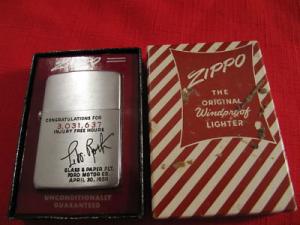 ZIPPO
CONGRATULATIONS FOR
3,031,637
INJURY FREE HOURS
GLASS & PAPER PLT.
FORD MOTOR CO.
UNCONDITIONALLY
GUARANTEED
ZIPPO
THE
ORIGINAL
Windproof
LIGHTER